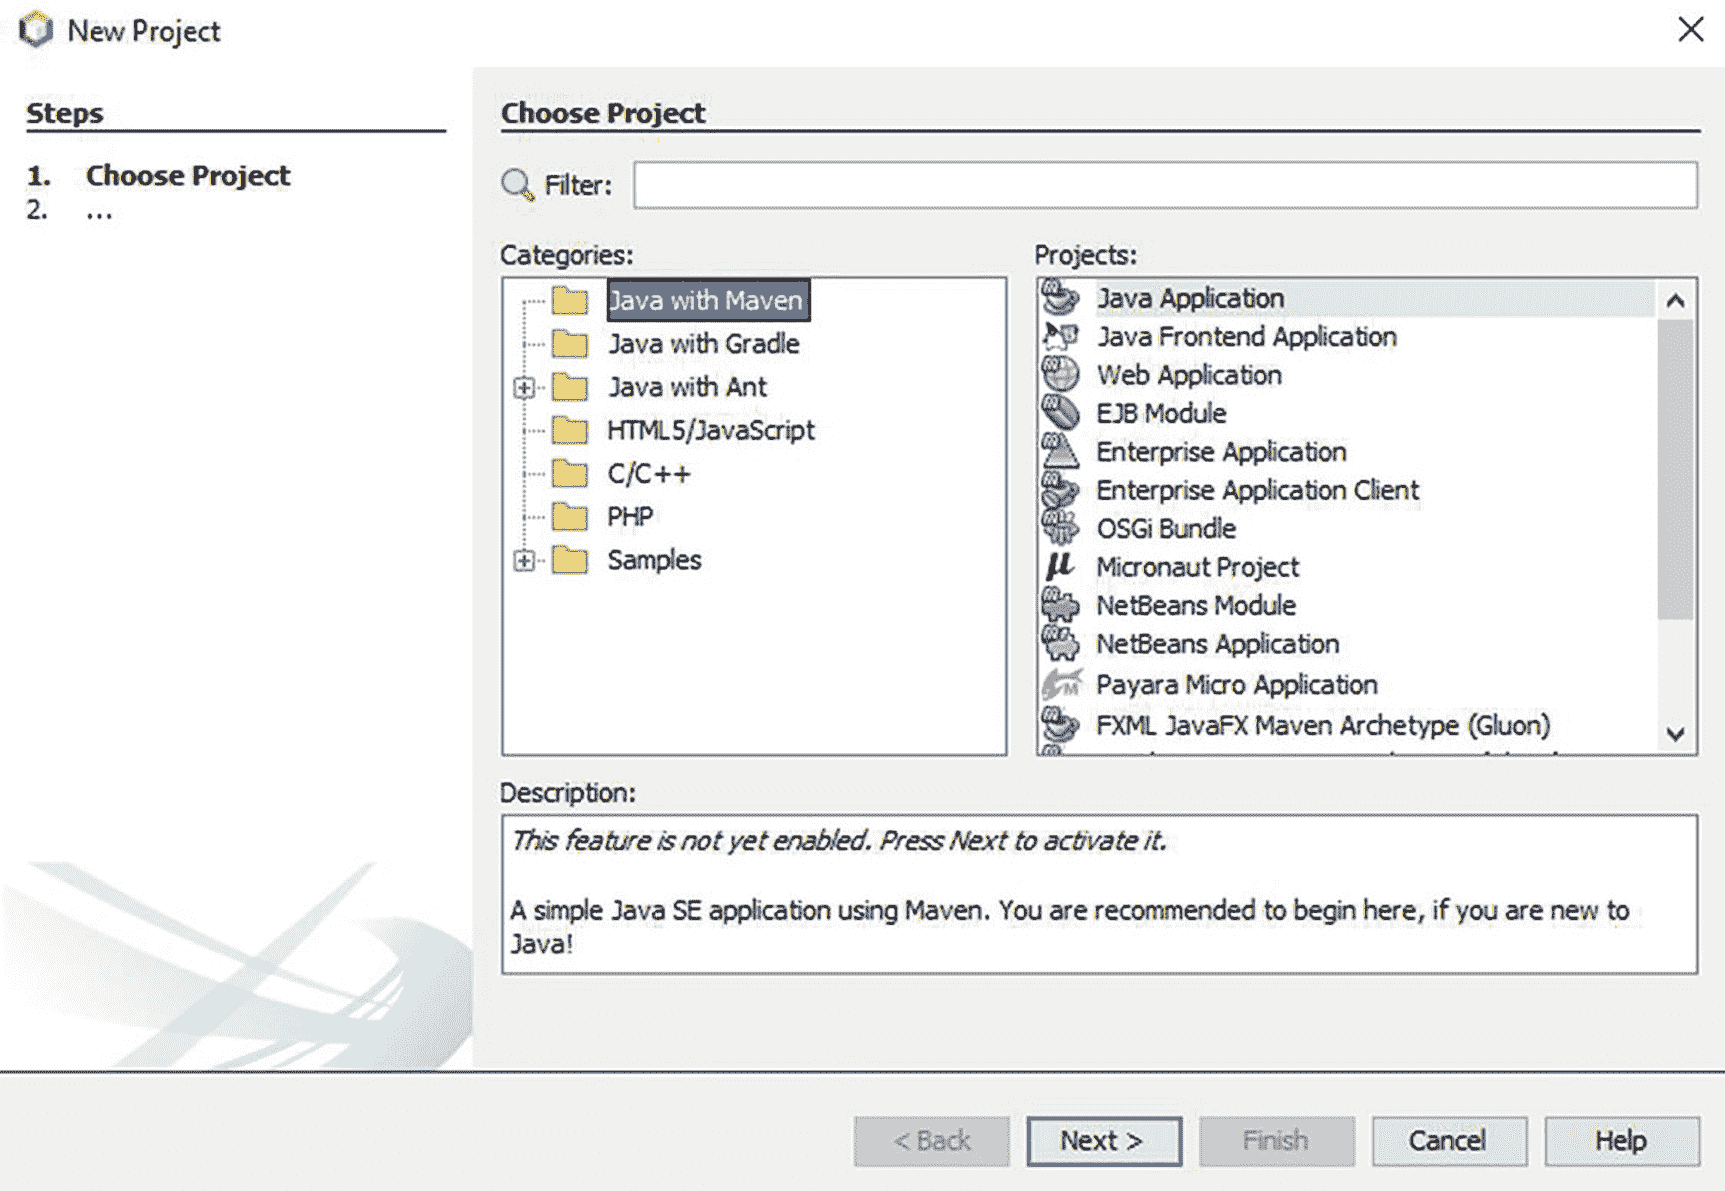 New Project
Steps
1. Choose Project
2. ...
Choose Project
Filter:
Categories:
Java with Maven
Java with Gradle
Java with Ant
HTML5/JavaScript
C/C++
PHP
Samples
Projects:
Java Application
Java Frontend Application
Web Application
EJB Module
Enterprise Application
Enterprise Application Client
OSGi Bundle
Micronaut Project
NetBeans Module
NetBeans Application
Payara Micro Application
FXML JavaFX Maven Archetype (Gluon)
Description:
This feature is not yet enabled. Press Next to activate it.
A simple Java SE application using Maven. You are recommended to begin here, if you are new to
Java!
< Back
Next >
Finish
Cancel
Help